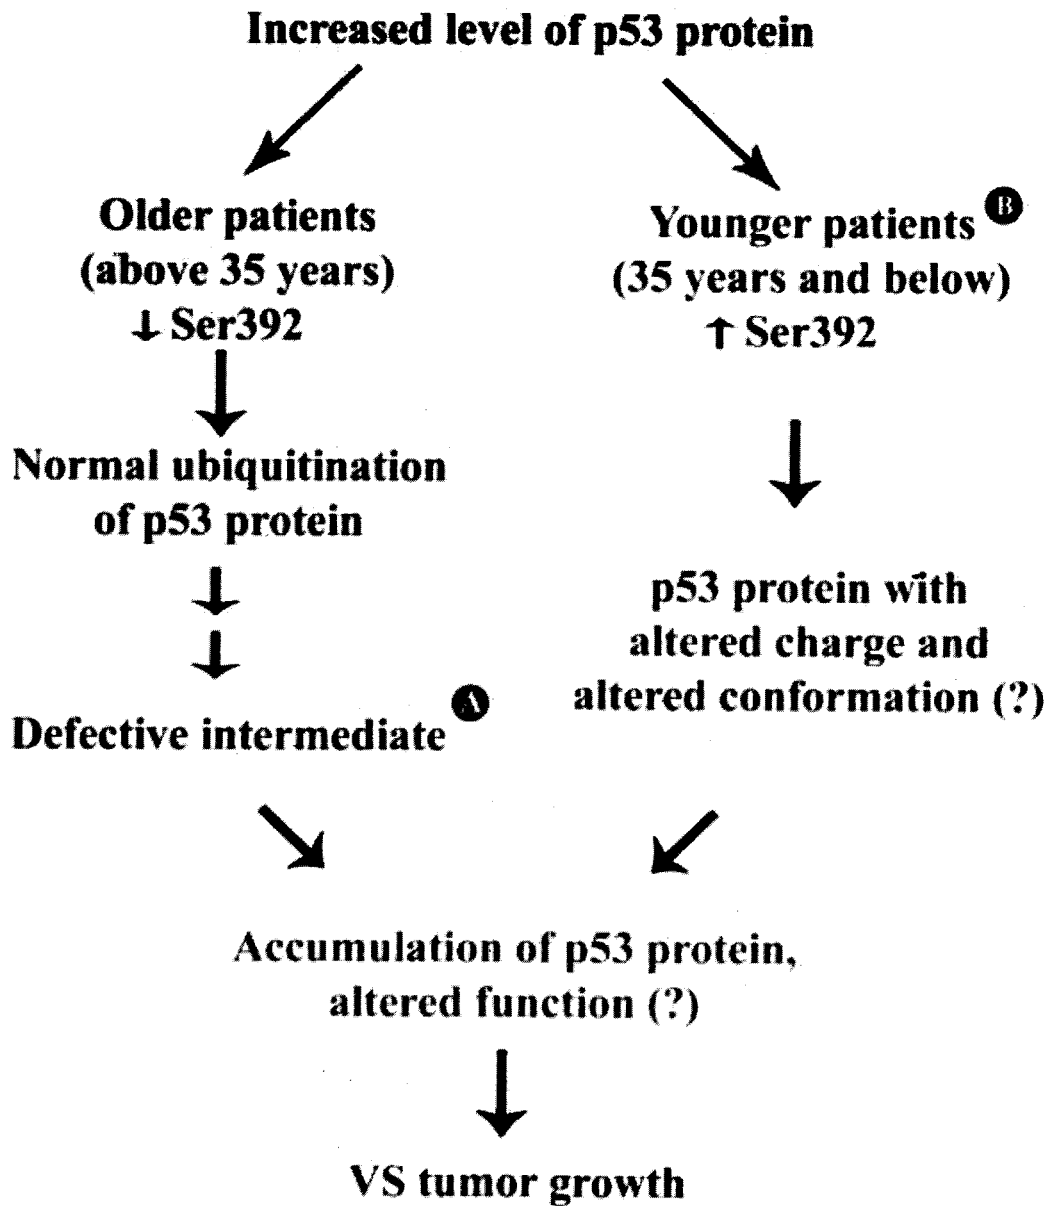 Increased level of p53 protein
Older patients
(above 35 years)
↓ Ser392
Normal ubiquitination
of p53 protein
Defective intermediate
A
Younger patients
B
(35 years and below)
↑ Ser392
p53 protein with
altered charge and
altered conformation (?)
Accumulation of p53 protein,
altered function (?)
VS tumor growth